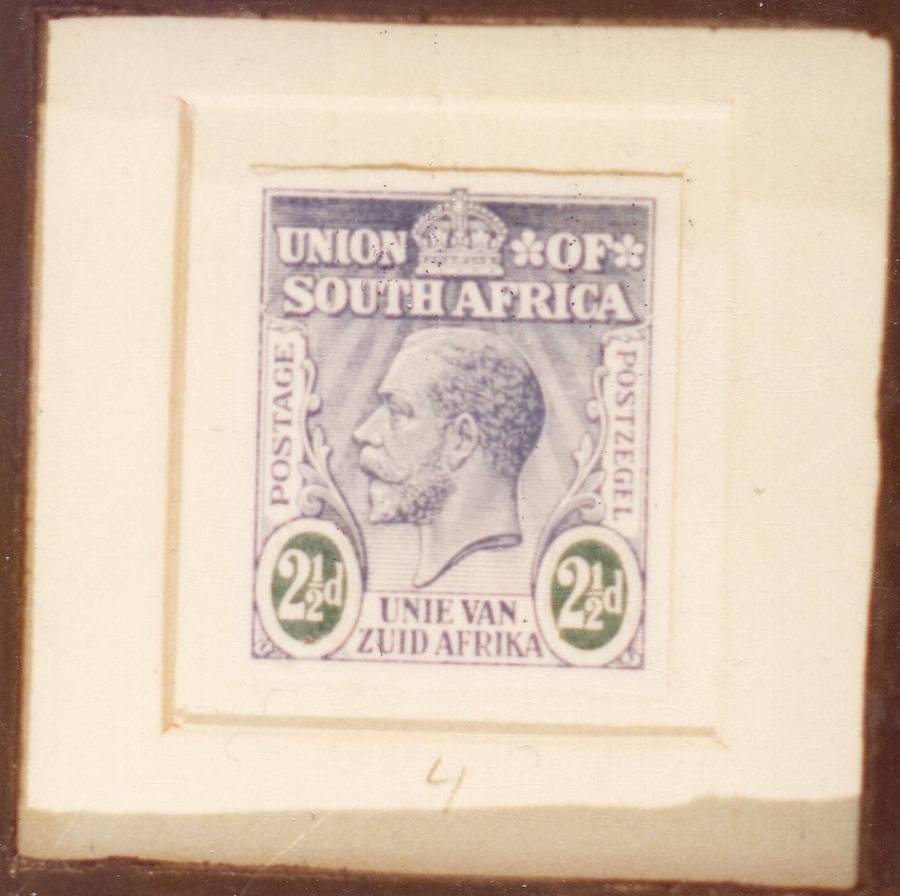 UNION OF
SOUTH AFRICA
POSTAGE
POSTZEGEL
2½d
2½d
UNIE VAN
ZUID AFRIKA
4